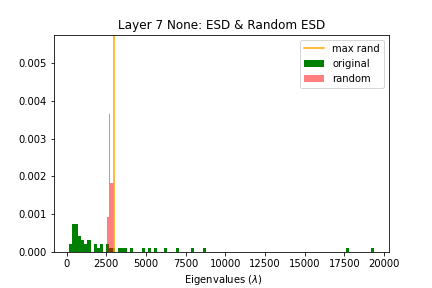 Layer 7 None: ESD & Random ESD
max rand
original
random
0.005
0.004
0.003
0.002
0.001
0.000
0 2500 5000 7500 10000 12500 15000 17500 20000
Eigenvalues (λ)